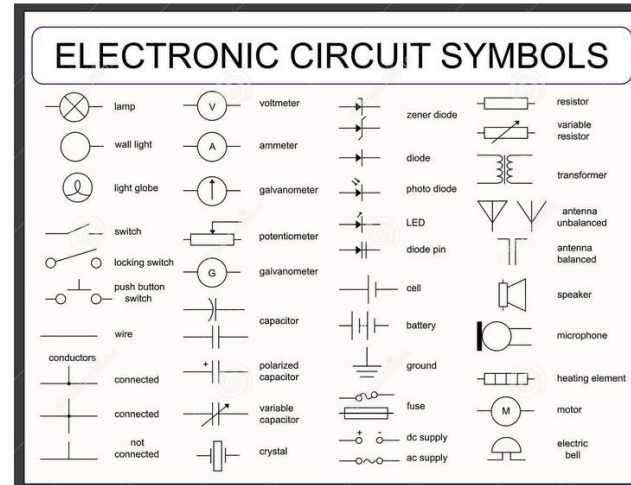 ELECTRONIC CIRCUIT SYMBOLS
lamp
wall light
light globe
switch
locking switch
push button
switch
wire
conductors
connected
connected
not
connected
V
voltmeter
A
ammeter
galvanometer
potentiometer
G
galvanometer
capacitor
+
polarized
capacitor
variable
capacitor
crystal
zener diode
diode
photo diode
LED
diode pin
cell
battery
ground
fuse
+ -
dc supply
ac supply
resistor
variable
resistor
transformer
antenna
unbalanced
antenna
balanced
speaker
microphone
heating element
M
motor
electric
bell